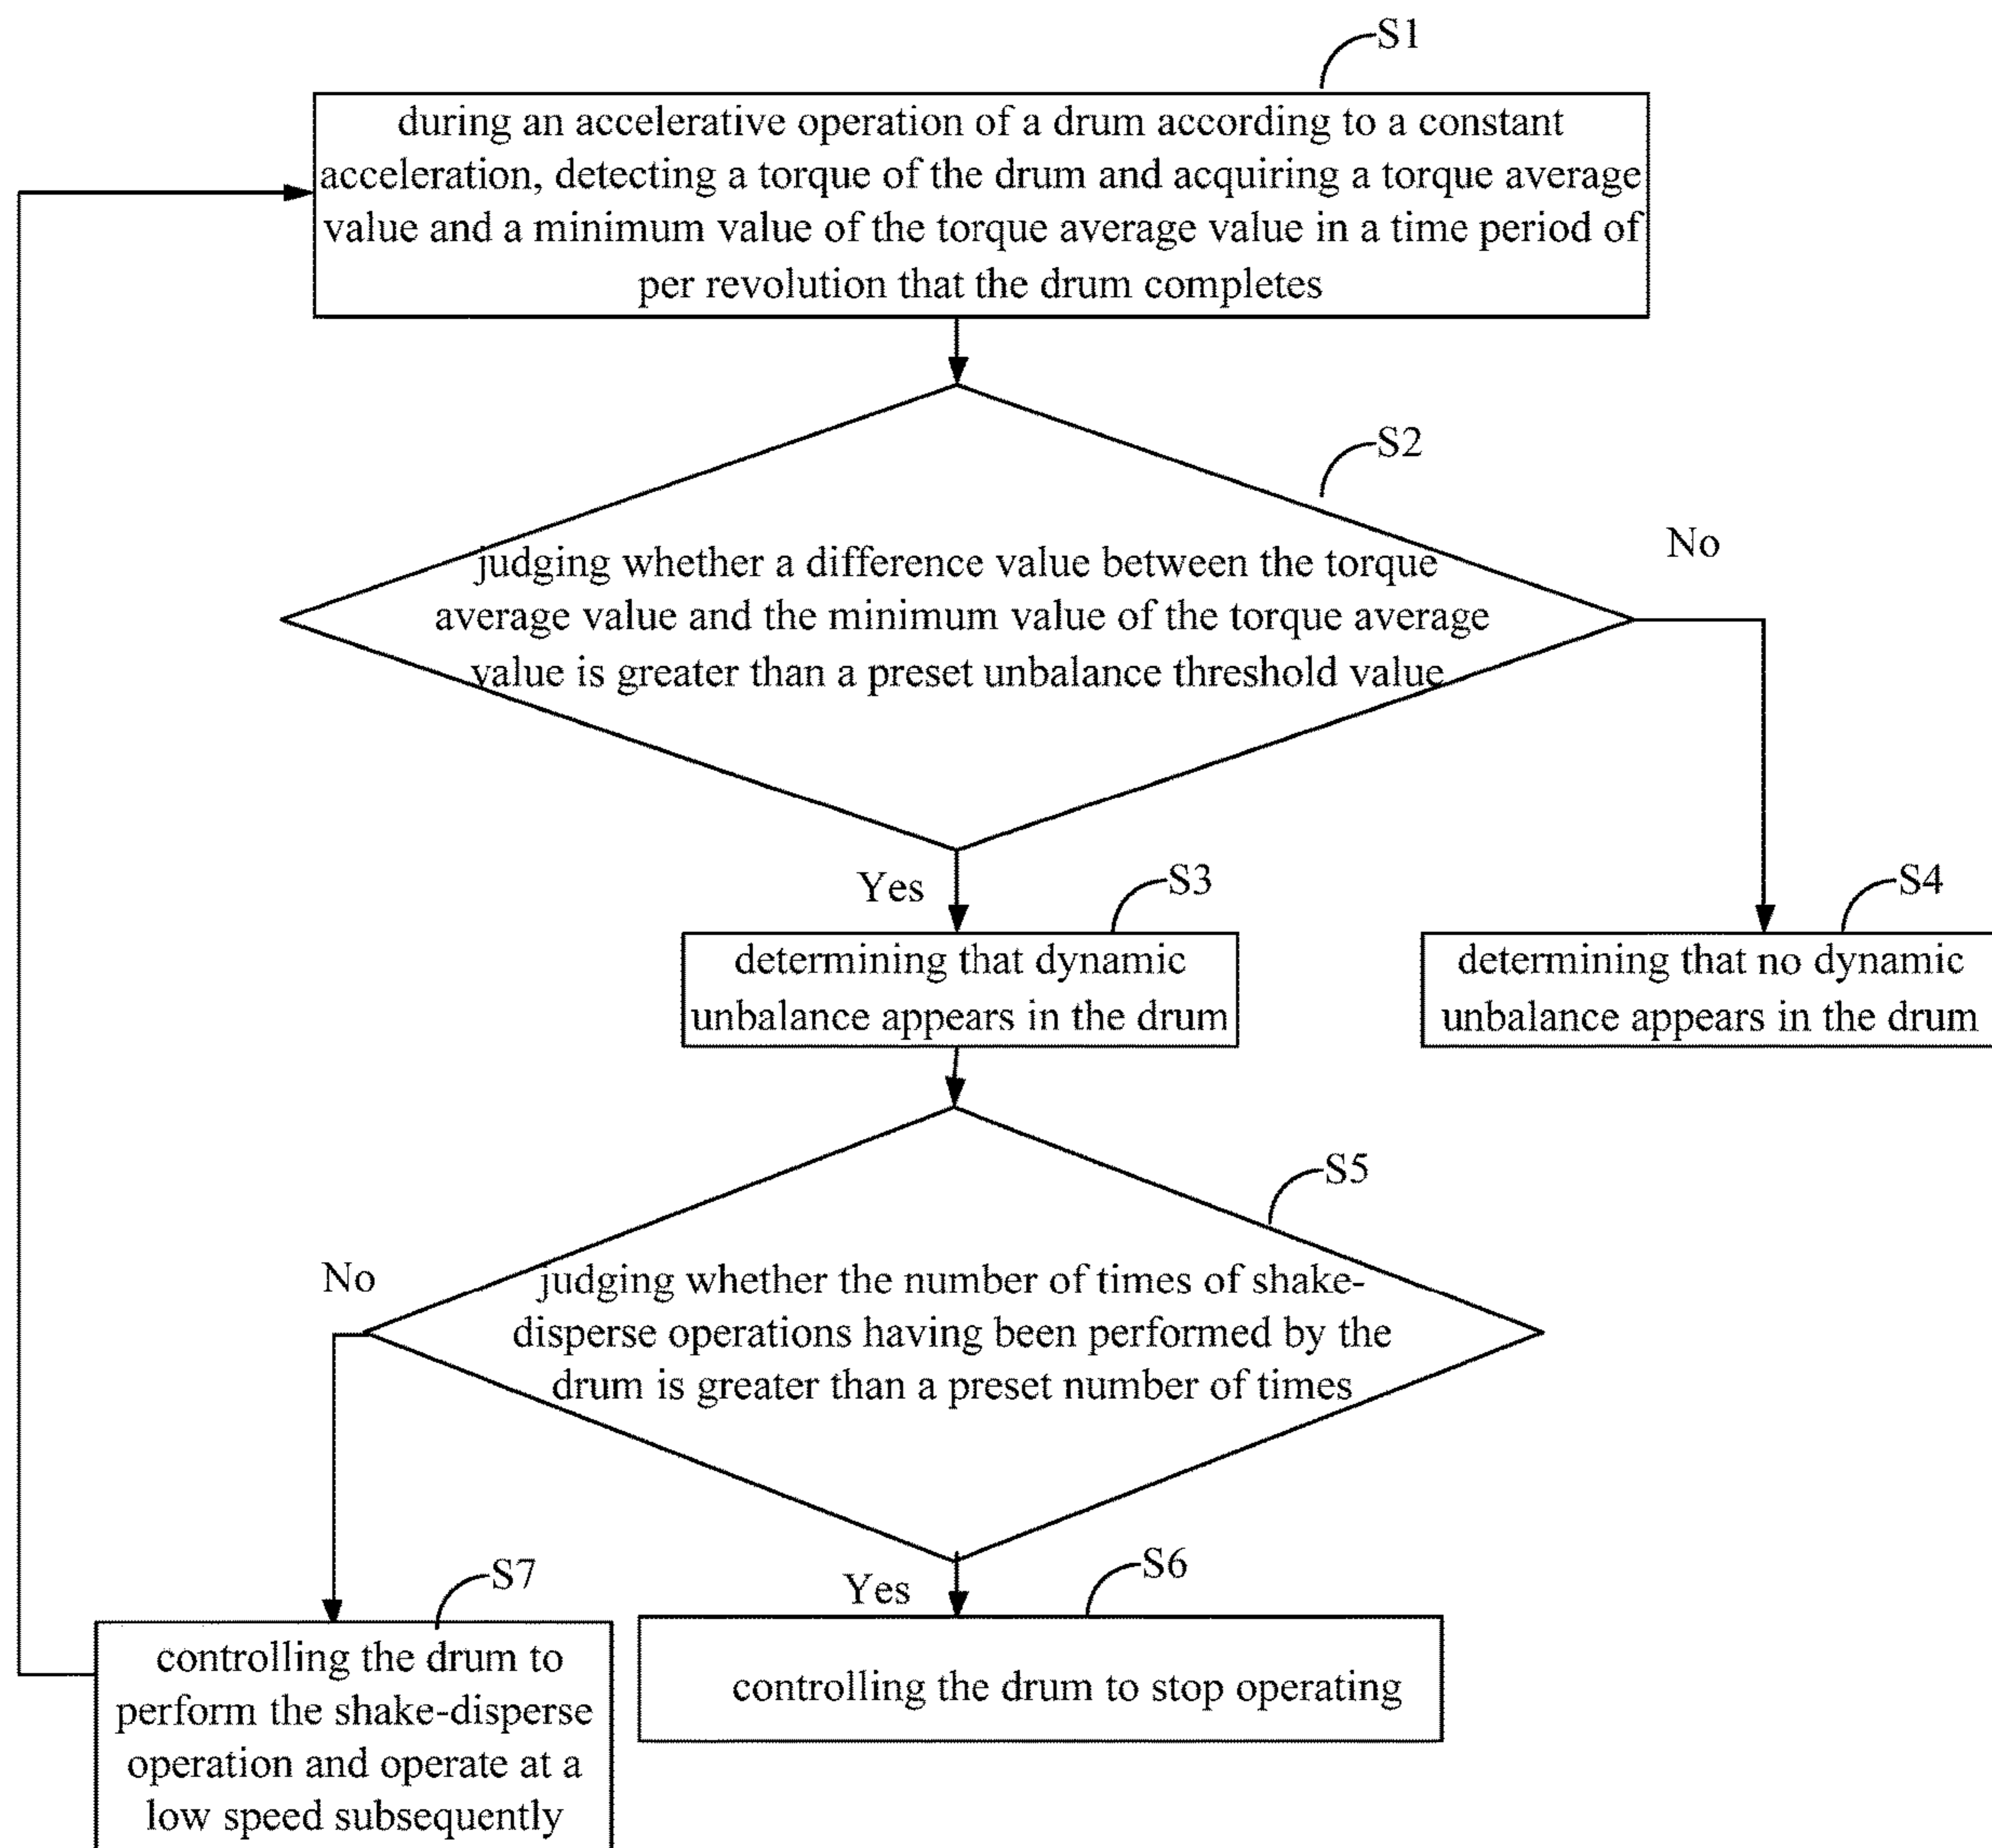 S1
during an accelerative operation of a drum according to a constant
acceleration, detecting a torque of the drum and acquiring a torque average
value and a minimum value of the torque average value in a time period of
per revolution that the drum completes
S2
No
judging whether a difference value between the torque
average value and the minimum value of the torque average
value is greater than a preset unbalance threshold value
Yes
S3
S4
determining that dynamic
unbalance appears in the drum
determining that no dynamic
unbalance appears in the drum
S5
No
judging whether the number of times of shake-
disperse operations having been performed by the
drum is greater than a preset number of times
S7
Yes
S6
controlling the drum to
perform the shake-disperse
operation and operate at a
low speed subsequently
controlling the drum to stop operating